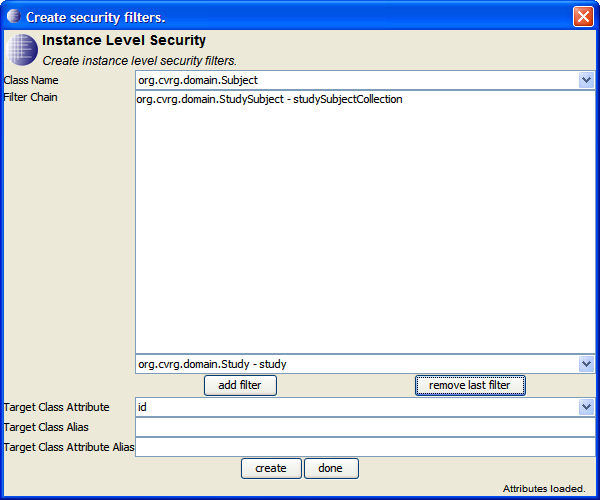 Create security filters.
Instance Level Security
Create instance level security filters.
Class Name org.cvrg.domain.Subject
Filter Chain org.cvrg.domain.StudySubject - studySubjectCollection
org.cvrg.domain.Study - study
add filter remove last filter
Target Class Attribute id
Target Class Alias
Target Class Attribute Alias
create done
Attributes loaded.